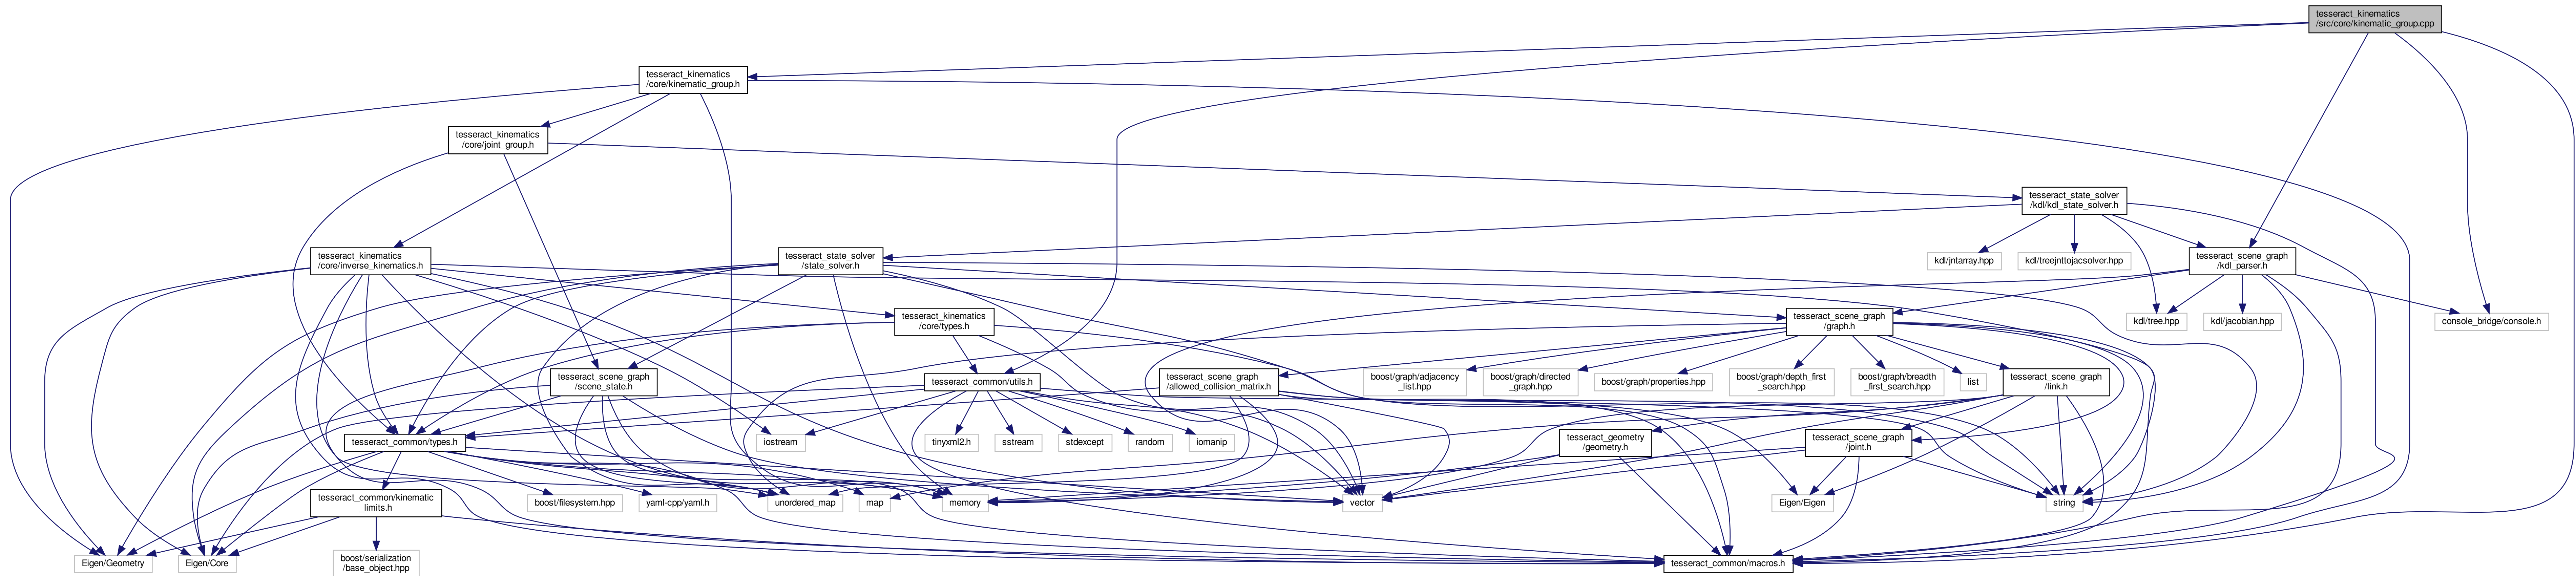 tesseract_kinematics
/src/core/kinematic_group.cpp
tesseract_kinematics
/core/kinematic_group.h
tesseract_kinematics
/core/joint_group.h
tesseract_state_solver
/kdl/kdl_state_solver.h
tesseract_kinematics
/core/inverse_kinematics.h
tesseract_state_solver
/state_solver.h
kdl/jntarray.hpp
kdl/treejnttojacsolver.hpp
tesseract_scene_graph
/kdl_parser.h
tesseract_kinematics
/core/types.h
tesseract_scene_graph
/graph.h
kdl/tree.hpp
kdl/jacobian.hpp
console_bridge/console.h
tesseract_scene_graph
/scene_state.h
tesseract_common/utils.h
tesseract_scene_graph
/allowed_collision_matrix.h
boost/graph/adjacency
_list.hpp
boost/graph/directed
_graph.hpp
boost/graph/properties.hpp
boost/graph/depth_first
_search.hpp
boost/graph/breadth
_first_search.hpp
list
tesseract_scene_graph
/link.h
tesseract_common/types.h
iostream
tinyxml2.h
sstream
stdexcept
random
iomanip
tesseract_geometry
/geometry.h
tesseract_scene_graph
/joint.h
tesseract_common/kinematic
_limits.h
boost/filesystem.hpp
yaml-cpp/yaml.h
unordered_map
map
memory
vector
Eigen/Eigen
string
Eigen/Geometry
Eigen/Core
boost/serialization
/base_object.hpp
tesseract_common/macros.h